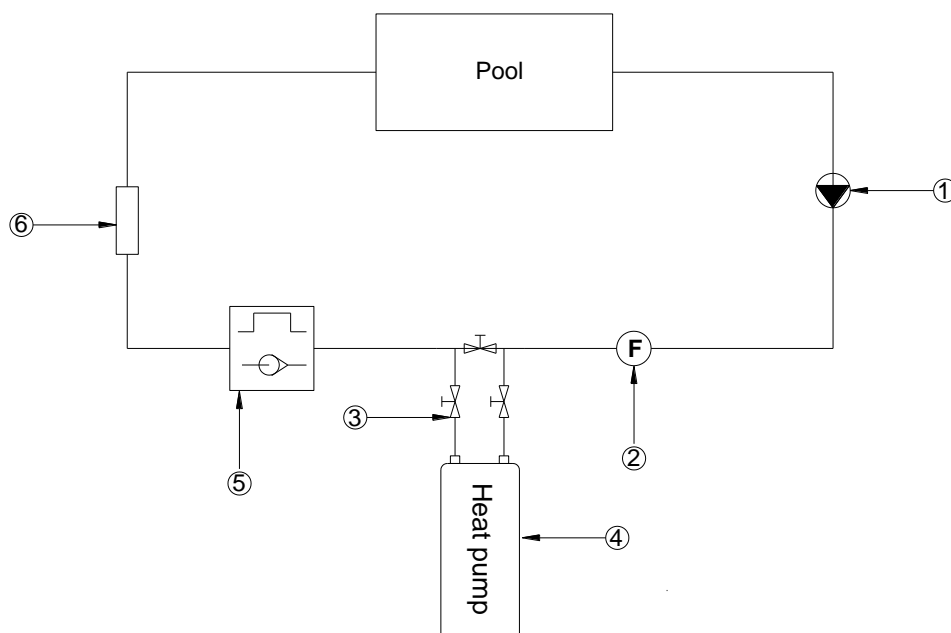 Pool
①
⑥
F
③
②
⑤
④
Heat pump